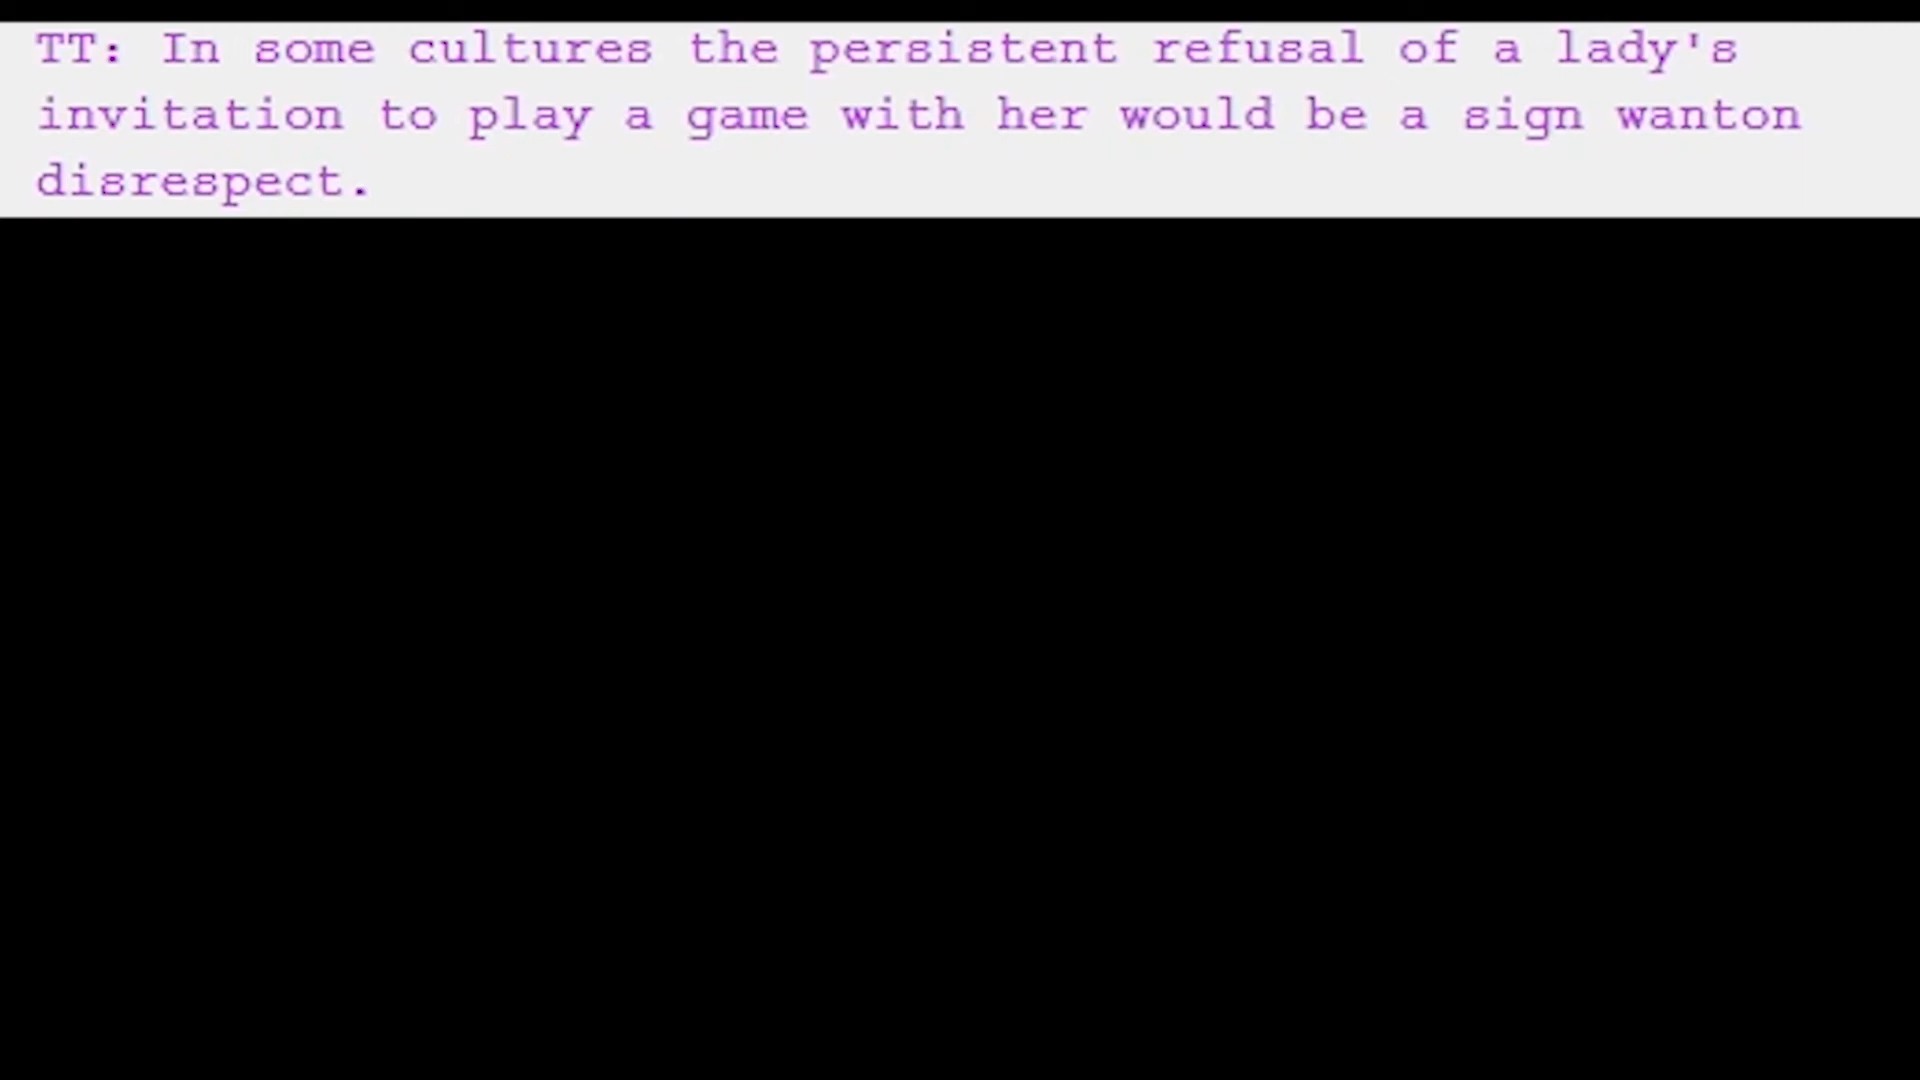 TT: In some cultures the persistent refusal of a lady's
invitation to play a game with her would be a sign wanton
disrespect.